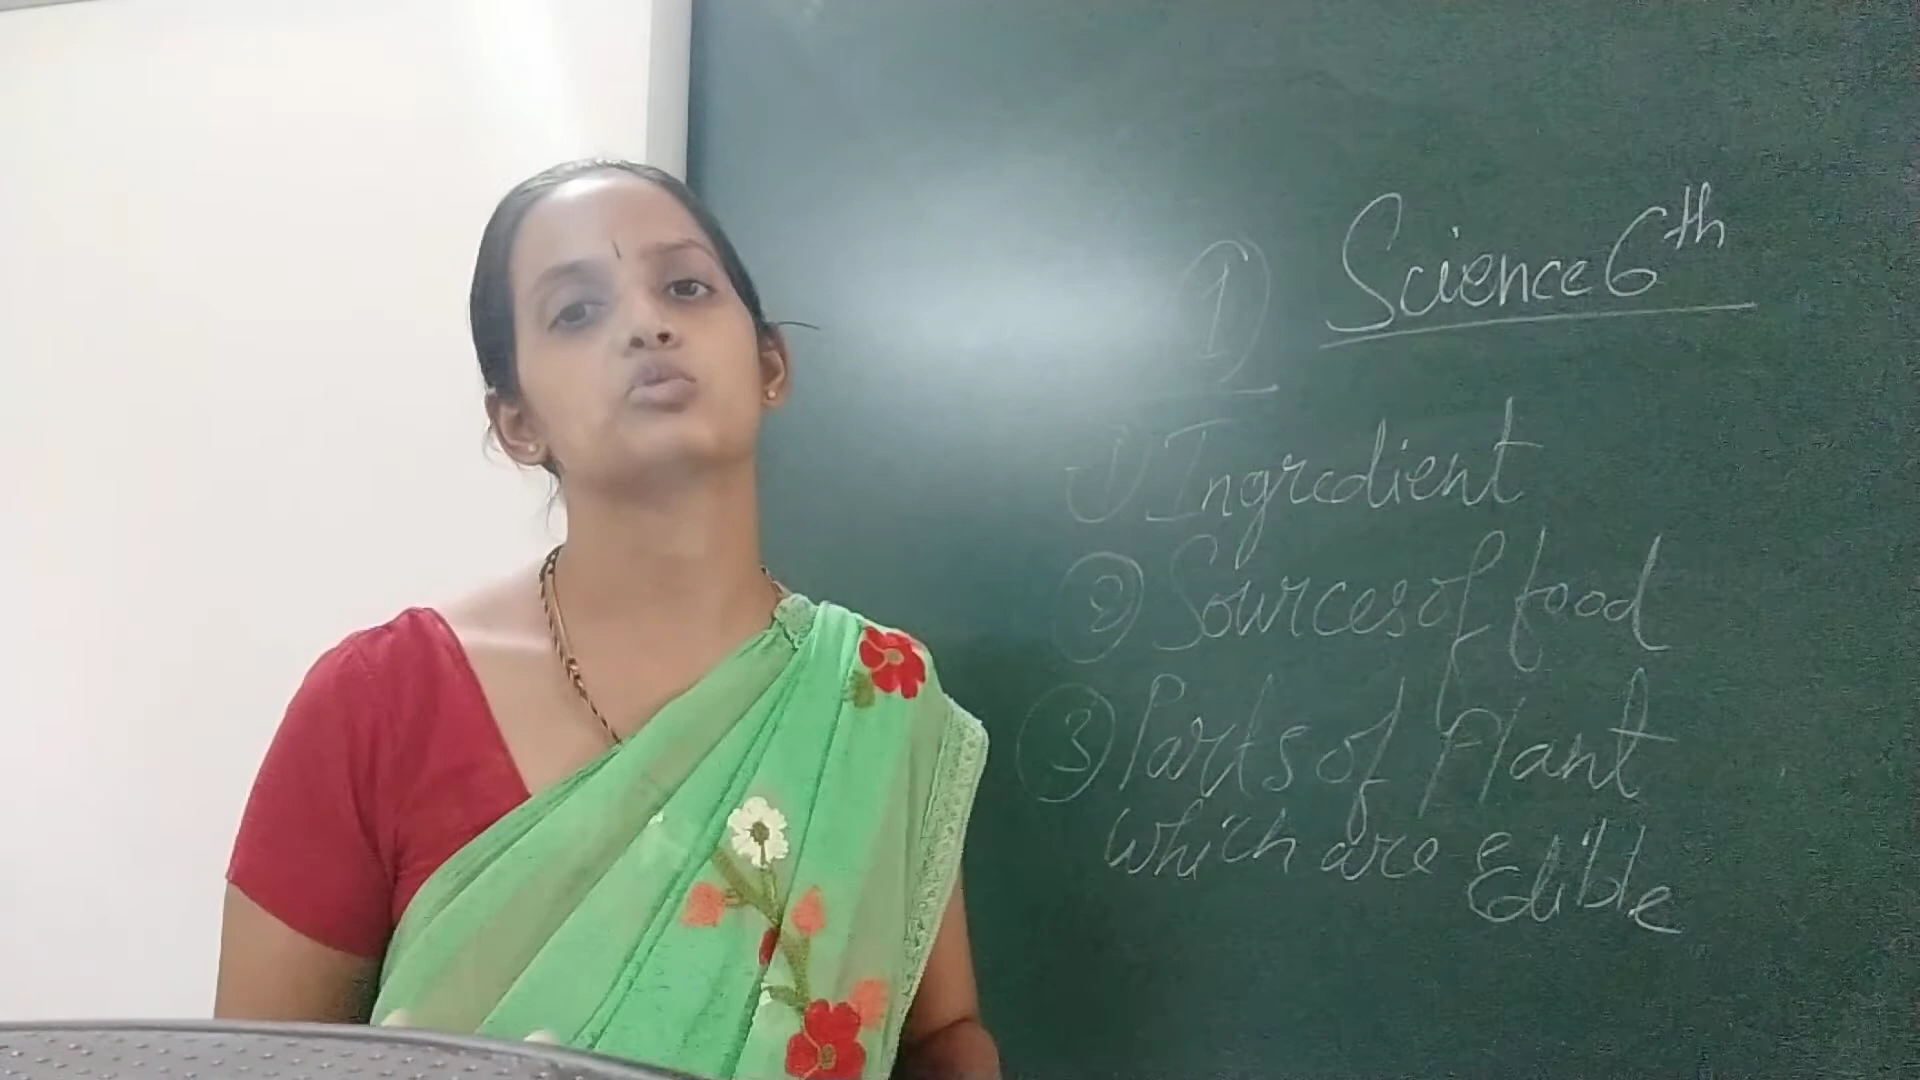 ① Science 6th
① Ingredient
② Sources of food
③ Parts of Plant
which are Edible